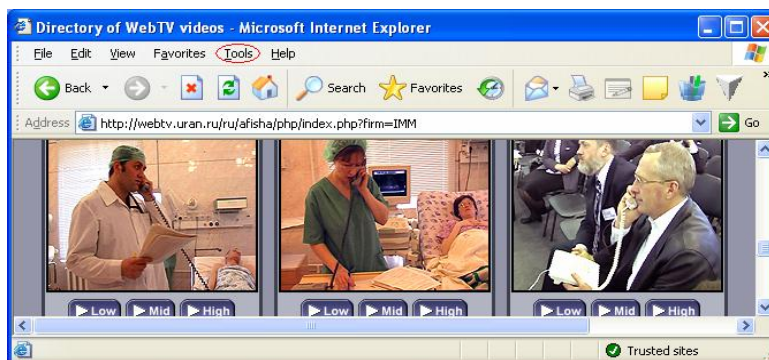 Directory of WebTV videos - Microsoft Internet Explorer
File Edit View Favorites Tools Help
Back Search Favorites
Address http://webtv.uran.ru/ru/afisha/php/index.php?firm=IMM Go
Low Mid High Low Mid High Low Mid High
Trusted sites